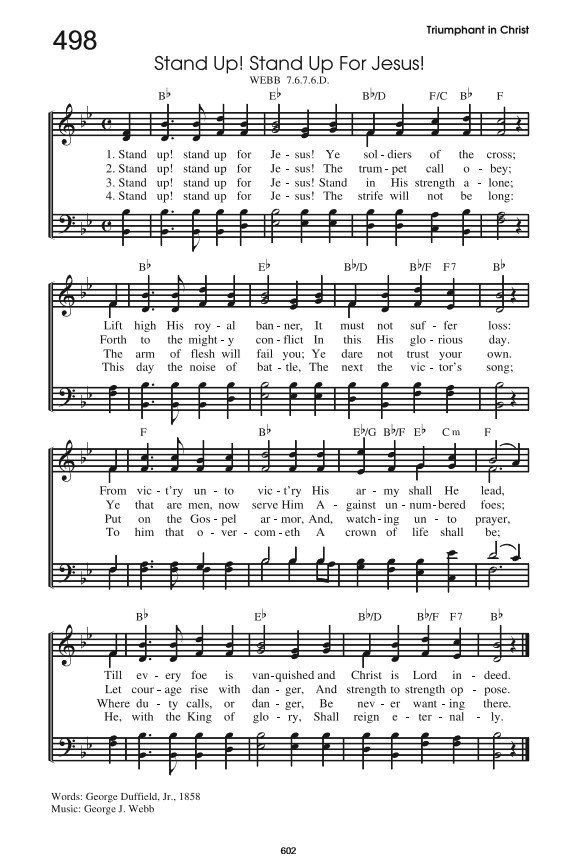 498
Triumphant in Christ
Stand Up! Stand Up For Jesus!
WEBB 7.6.7.6.D.
B♭ E♭ B♭/D F/C B♭ F
1. Stand up! stand up for Je - sus! Ye sol - diers of the cross;
2. Stand up! stand up for Je - sus! The trum - pet call o - bey;
3. Stand up! stand up for Je - sus! Stand in His strength a - lone;
4. Stand up! stand up for Je - sus! The strife will not be long:
B♭ E♭ B♭/D B♭/F F7 B♭
Lift high His roy - al ban - ner, It must not suf - fer loss:
Forth to the might - y con - flict In this His glo - rious day.
The arm of flesh will fail you; Ye dare not trust your own.
This day the noise of bat - tle, The next the vic - tor's song;
F B♭ E♭/G B♭/F E♭ Cm F
From vic - t'ry un - to vic - t'ry His ar - my shall He lead,
Ye that are men, now serve Him A - gainst un - num - bered foes;
Put on the Gos - pel ar - mor, And, watch - ing un - to prayer,
To him that o - ver - com - eth A crown of life shall be;
B♭ E♭ B♭/D B♭/F F7 B♭
Till ev - ery foe is van - quished and Christ is Lord in - deed.
Let cour - age rise with dan - ger, And strength to strength op - pose.
Where du - ty calls, or dan - ger, Be nev - er want - ing there.
He, with the King of glo - ry, Shall reign e - ter - nal - ly.
Words: George Duffield, Jr., 1858
Music: George J. Webb
602